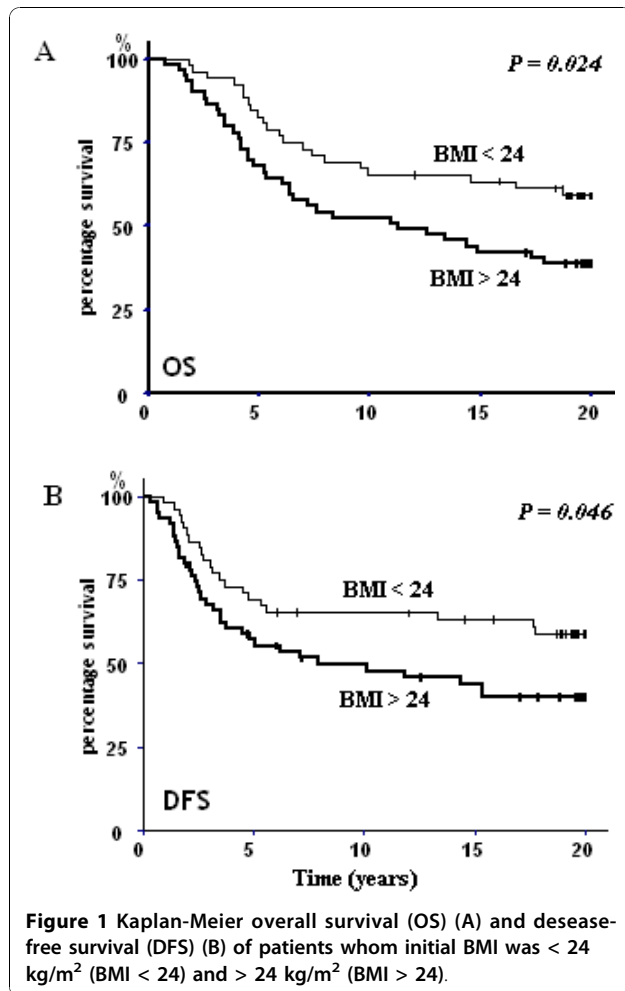 A
%
100
P = 0.024
75
BMI < 24
percentage survival
50
BMI > 24
25
OS
0
0 5 10 15 20
B
%
100
P = 0.046
75
BMI < 24
percentage survival
50
BMI > 24
25
DFS
0
0 5 10 15 20
Time (years)
Figure 1 Kaplan-Meier overall survival (OS) (A) and desease-
free survival (DFS) (B) of patients whom initial BMI was < 24
kg/m² (BMI < 24) and > 24 kg/m² (BMI > 24).